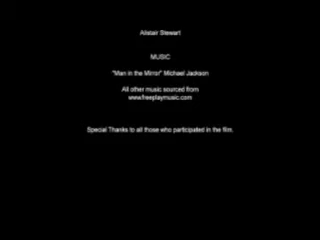 Alistair Stewart
MUSIC
"Man in the Mirror" Michael Jackson
All other music sourced from
www.freeplaymusic.com
Special Thanks to all those who participated in the film.